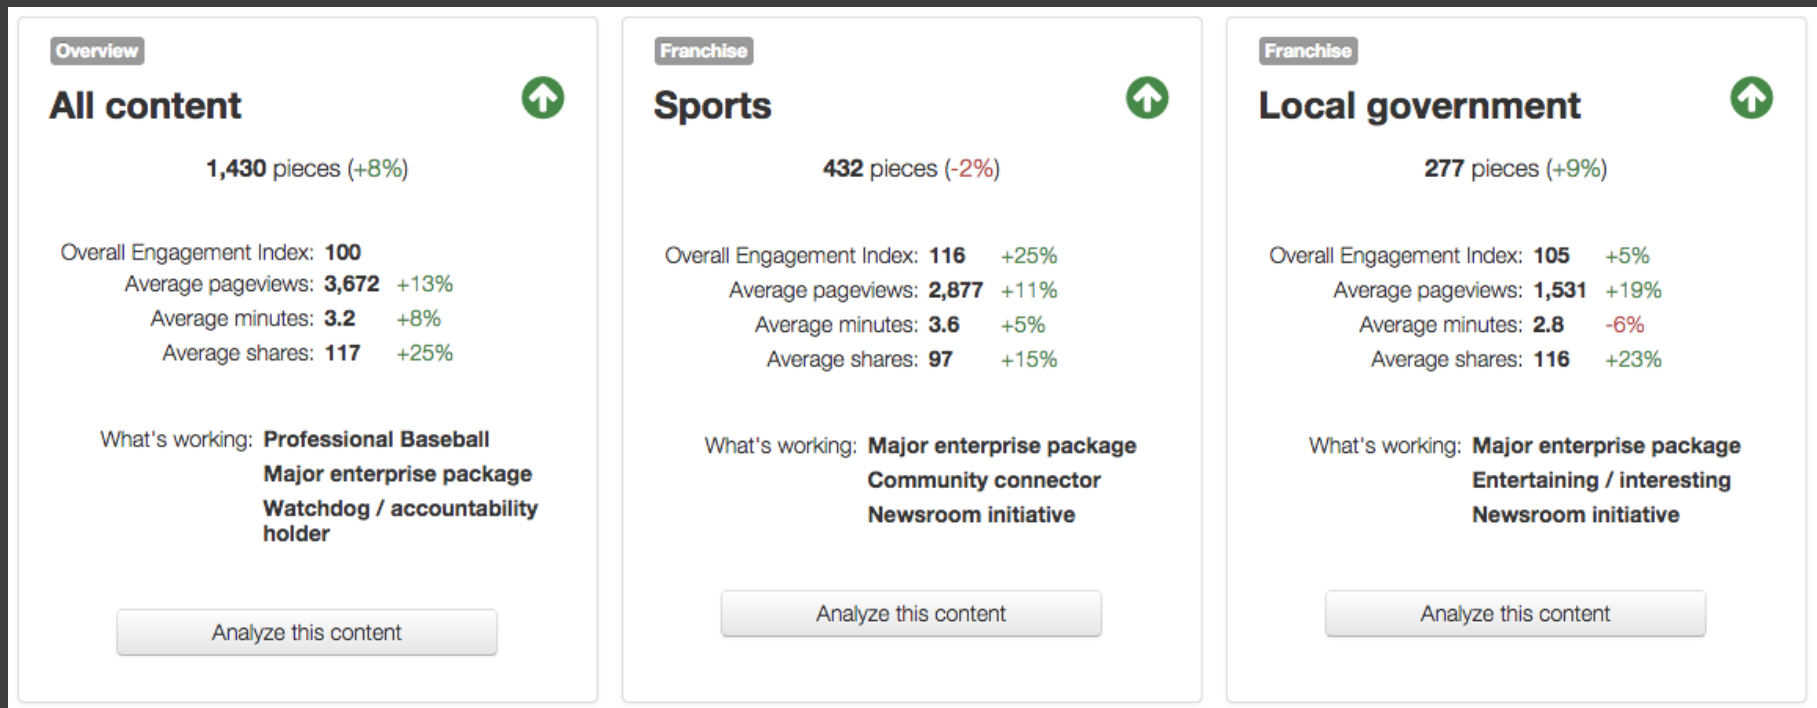 Overview
All content
1,430 pieces (+8%)
Overall Engagement Index: 100
Average pageviews: 3,672 +13%
Average minutes: 3.2 +8%
Average shares: 117 +25%
What's working: Professional Baseball
Major enterprise package
Watchdog / accountability
holder
Analyze this content
Franchise
Sports
432 pieces (-2%)
Overall Engagement Index: 116 +25%
Average pageviews: 2,877 +11%
Average minutes: 3.6 +5%
Average shares: 97 +15%
What's working: Major enterprise package
Community connector
Newsroom initiative
Analyze this content
Franchise
Local government
277 pieces (+9%)
Overall Engagement Index: 105 +5%
Average pageviews: 1,531 +19%
Average minutes: 2.8 -6%
Average shares: 116 +23%
What's working: Major enterprise package
Entertaining / interesting
Newsroom initiative
Analyze this content